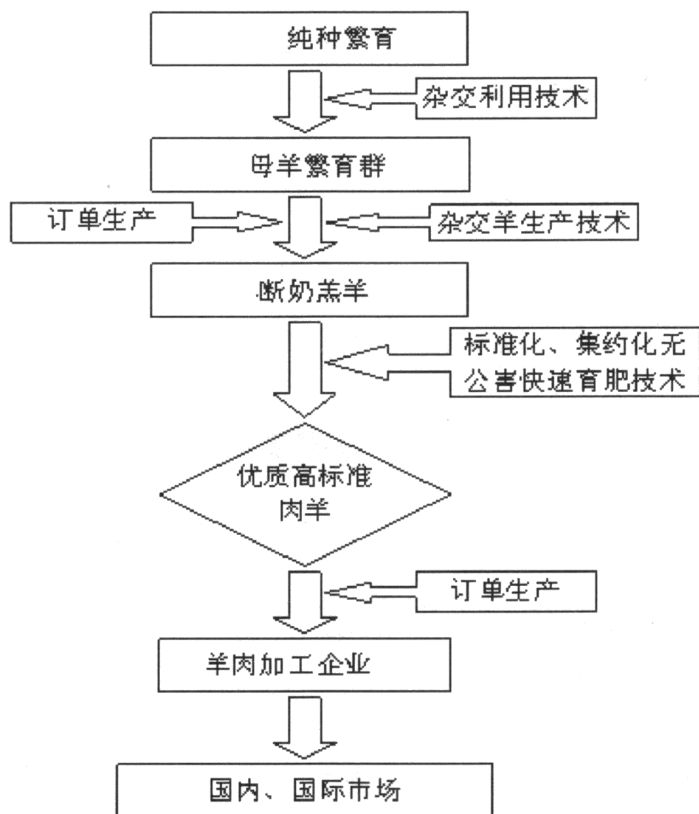 纯种繁育
杂交利用技术
母羊繁育群
订单生产
杂交羊生产技术
断奶羔羊
标准化、集约化无
公害快速育肥技术
优质高标准
肉羊
订单生产
羊肉加工企业
国内、国际市场